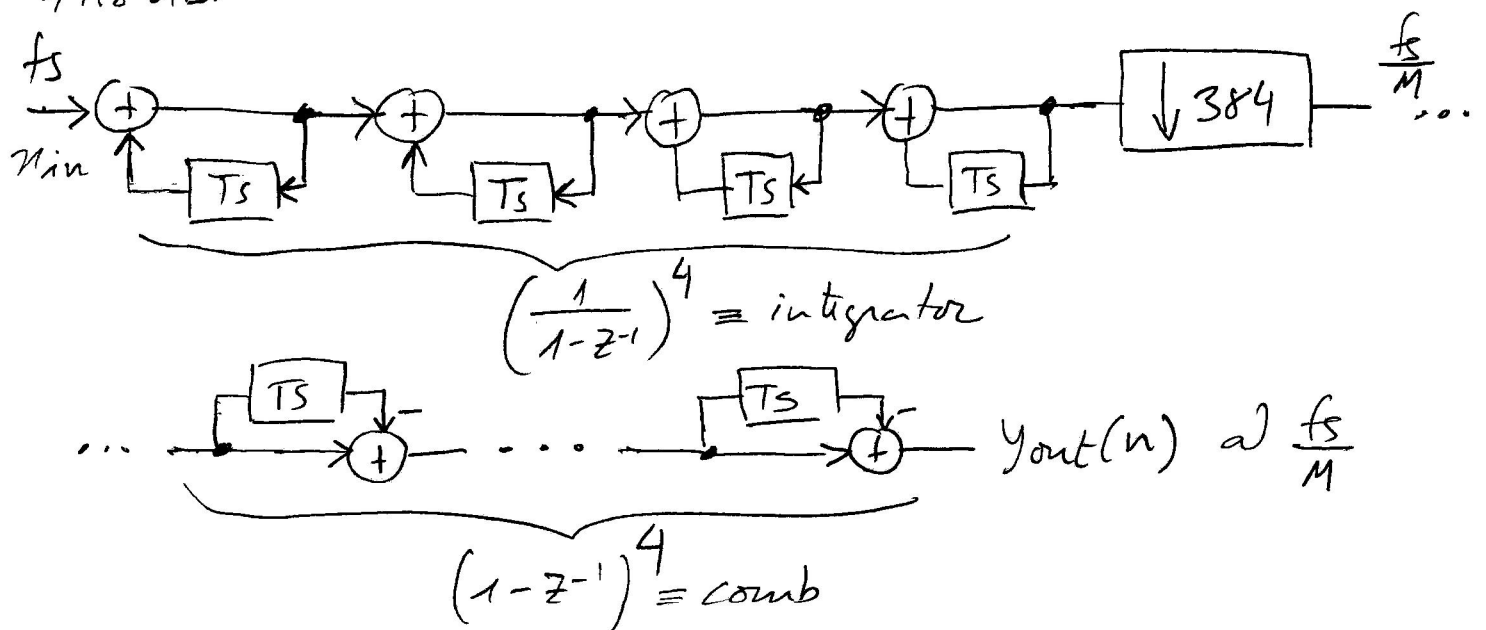 fs
xin
+
+
+
+
Ts
Ts
Ts
Ts
↓ 384
fs/M ...
(1/(1-z⁻¹))⁴ ≡ integrator
Ts
Ts
-
-
...
+
...
+
yout(n) a) fs/M
(1-z⁻¹)⁴ ≡ comb